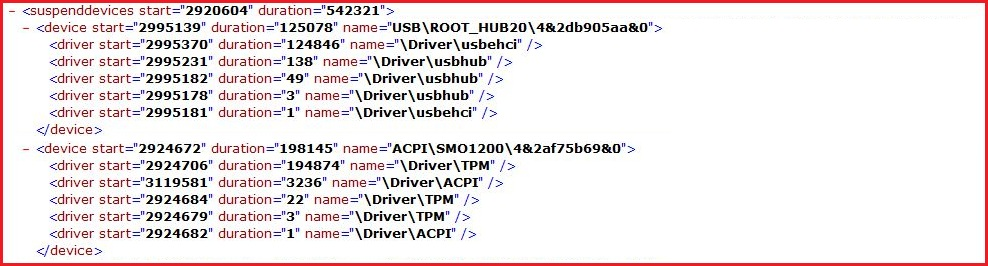 − <suspenddevices start="2920604" duration="542321">
− <device start="2995139" duration="125078" name="USB\ROOT_HUB20\4&2db905aa&0">
<driver start="2995370" duration="124846" name="\Driver\usbehci" />
<driver start="2995231" duration="138" name="\Driver\usbhub" />
<driver start="2995182" duration="49" name="\Driver\usbhub" />
<driver start="2995178" duration="3" name="\Driver\usbhub" />
<driver start="2995181" duration="1" name="\Driver\usbehci" />
</device>
− <device start="2924672" duration="198145" name="ACPI\SMO1200\4&2af75b69&0">
<driver start="2924706" duration="194874" name="\Driver\TPM" />
<driver start="3119581" duration="3236" name="\Driver\ACPI" />
<driver start="2924684" duration="22" name="\Driver\TPM" />
<driver start="2924679" duration="3" name="\Driver\TPM" />
<driver start="2924682" duration="1" name="\Driver\ACPI" />
</device>